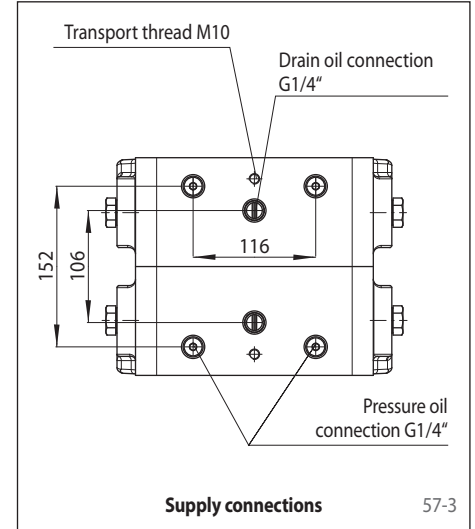 Transport thread M10
Drain oil connection
G1/4“
116
152
106
Pressure oil
connection G1/4“
Supply connections
57-3